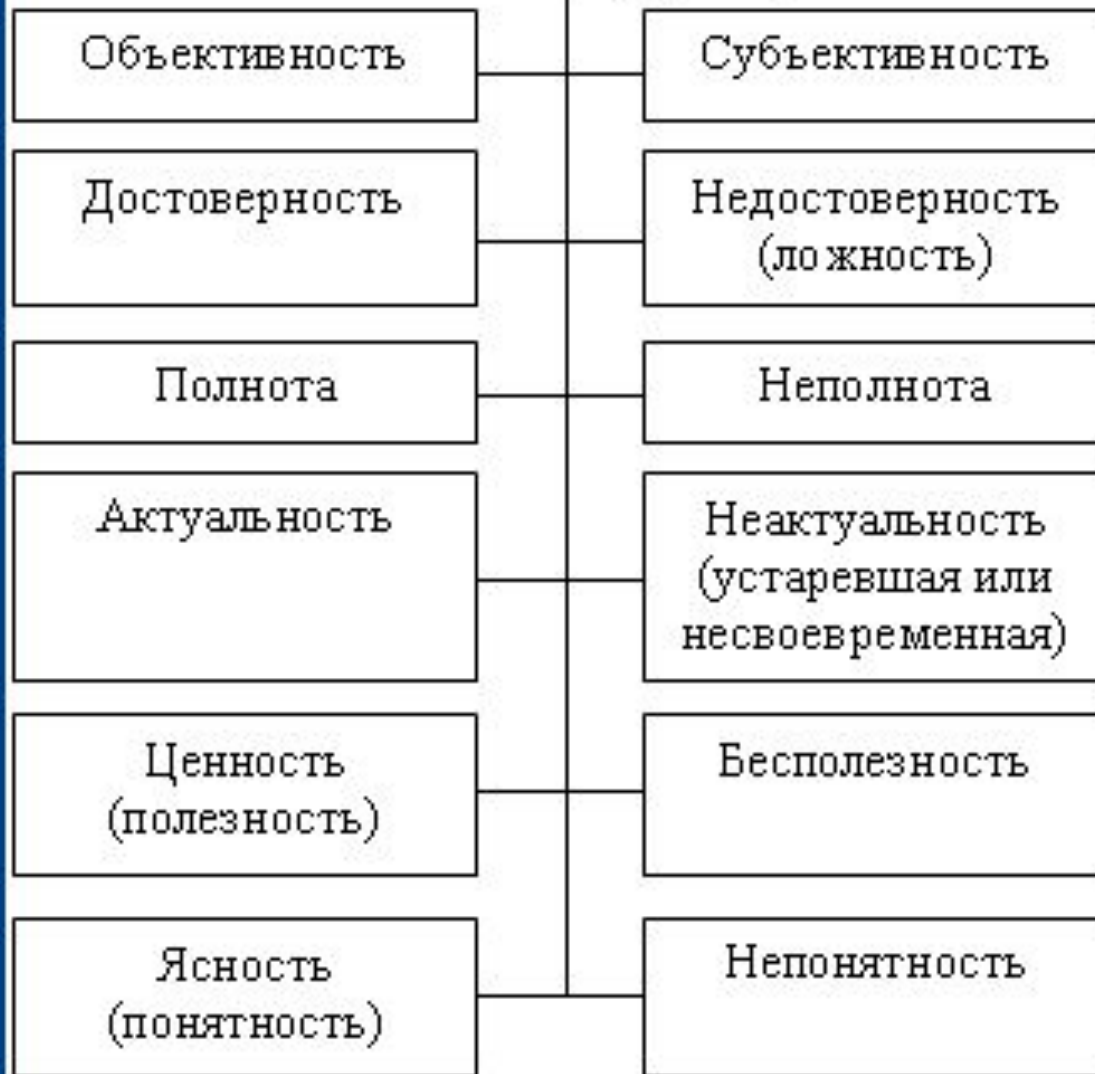 Объективность
Субъективность
Достоверность
Недостоверность
(ложность)
Полнота
Неполнота
Актуальность
Неактуальность
(устаревшая или
несвоевременная)
Ценность
(полезность)
Бесполезность
Ясность
(понятность)
Непонятность